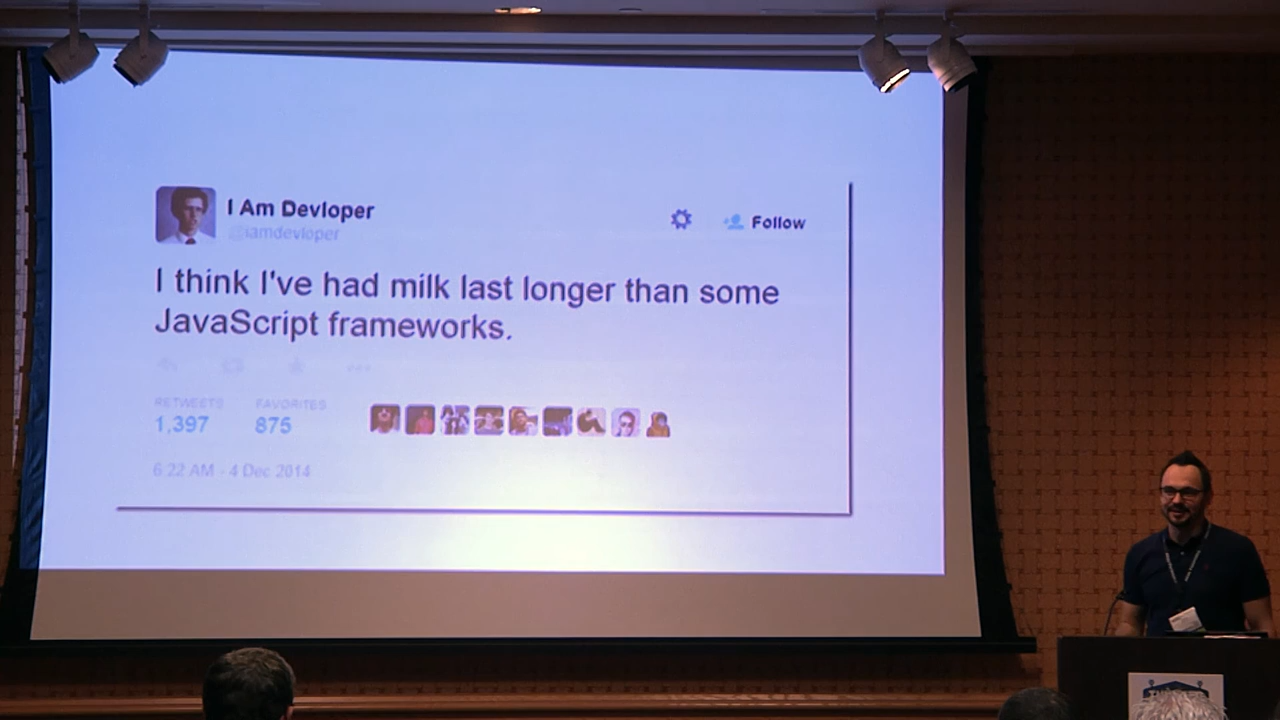 I Am Devloper
@iamdevloper
Follow
I think I've had milk last longer than some
JavaScript frameworks.
RETWEETS
FAVORITES
1,397
875
6:22 AM - 4 Dec 2014